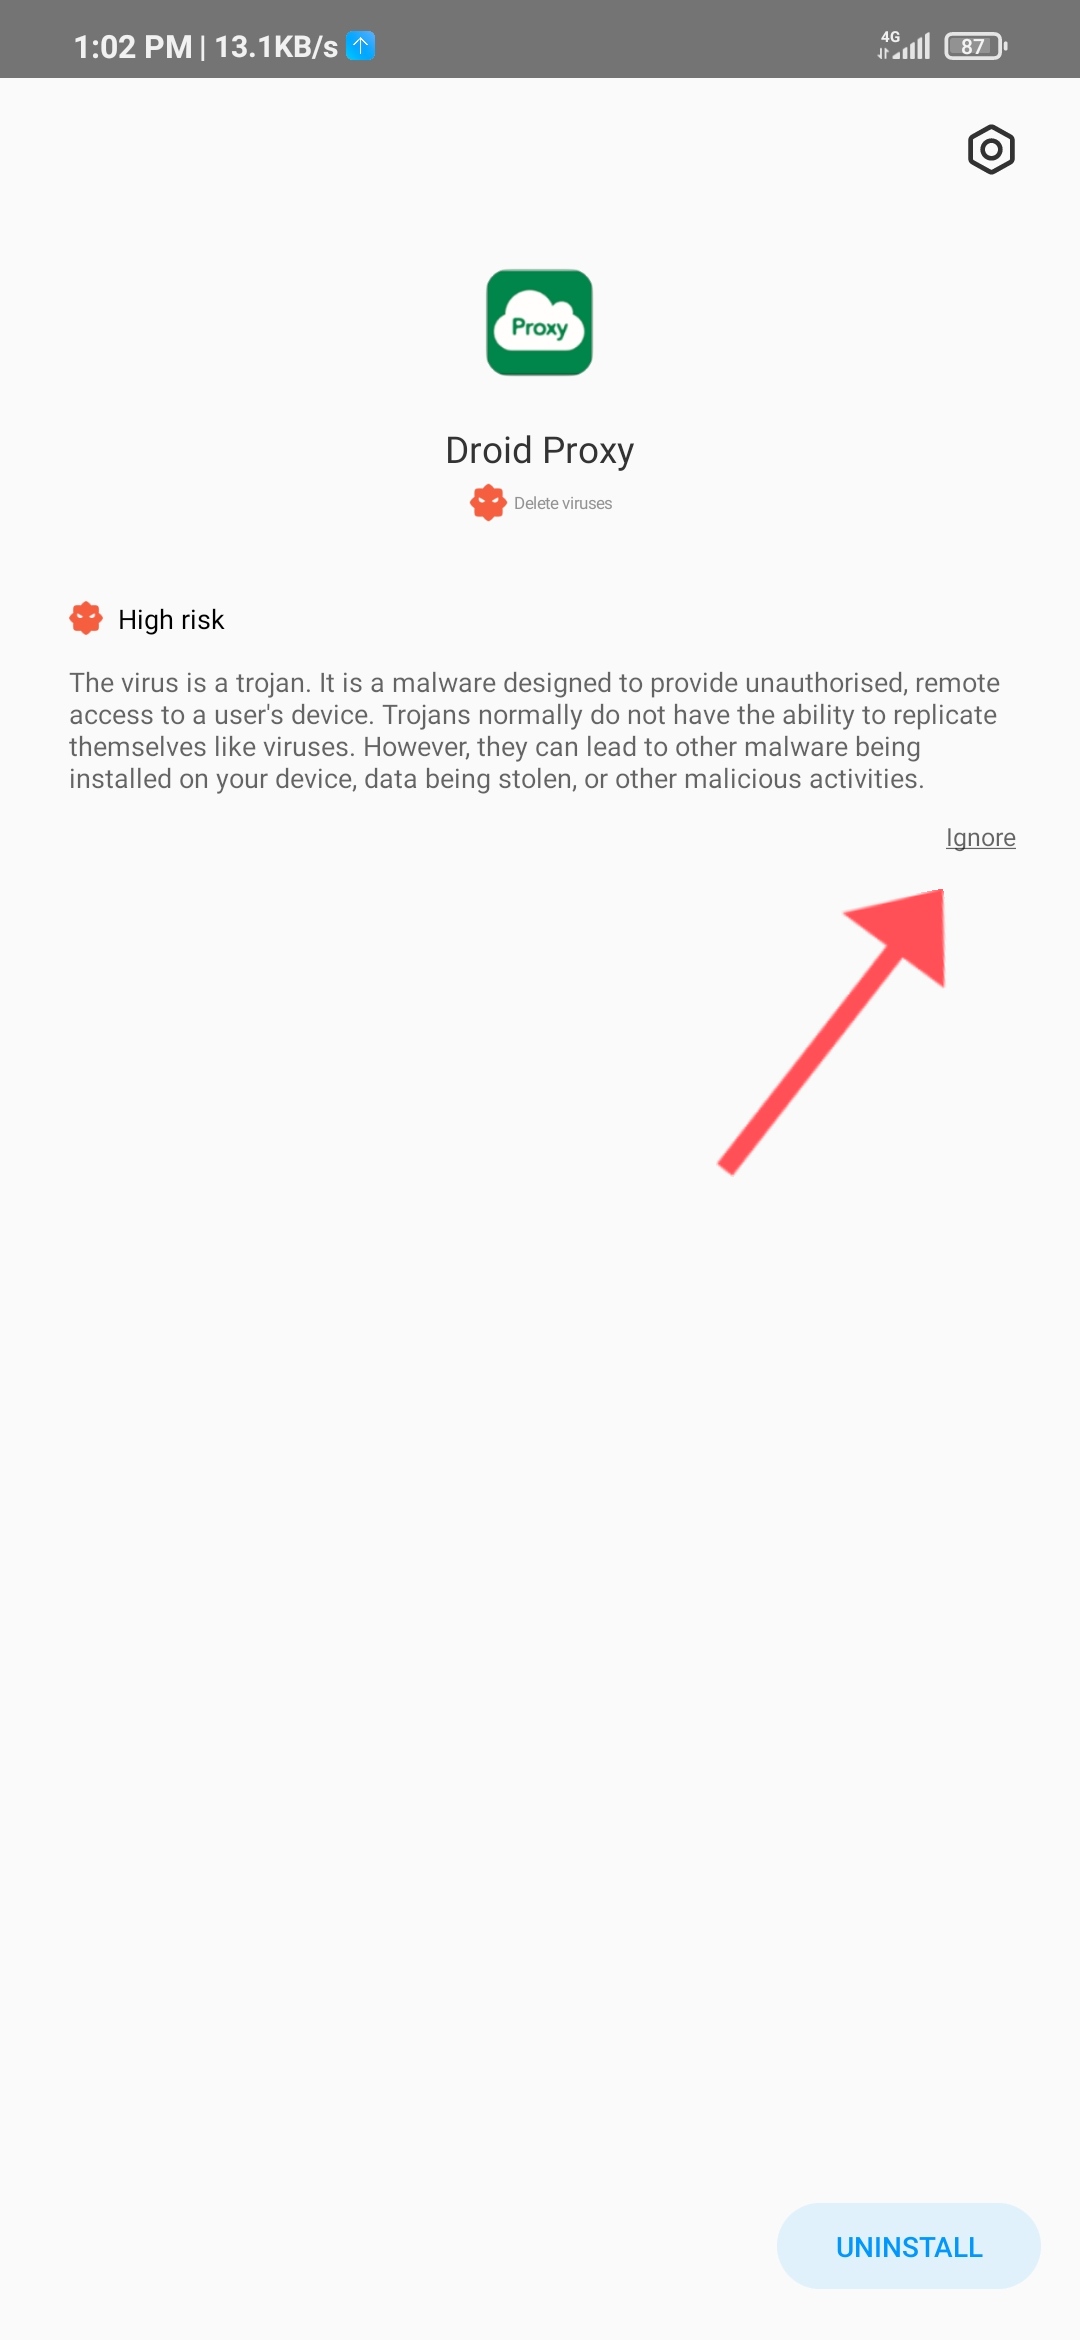 1:02 PM | 13.1KB/s
4G
87
Proxy
Droid Proxy
Delete viruses
High risk
The virus is a trojan. It is a malware designed to provide unauthorised, remote
access to a user's device. Trojans normally do not have the ability to replicate
themselves like viruses. However, they can lead to other malware being
installed on your device, data being stolen, or other malicious activities.
Ignore
UNINSTALL